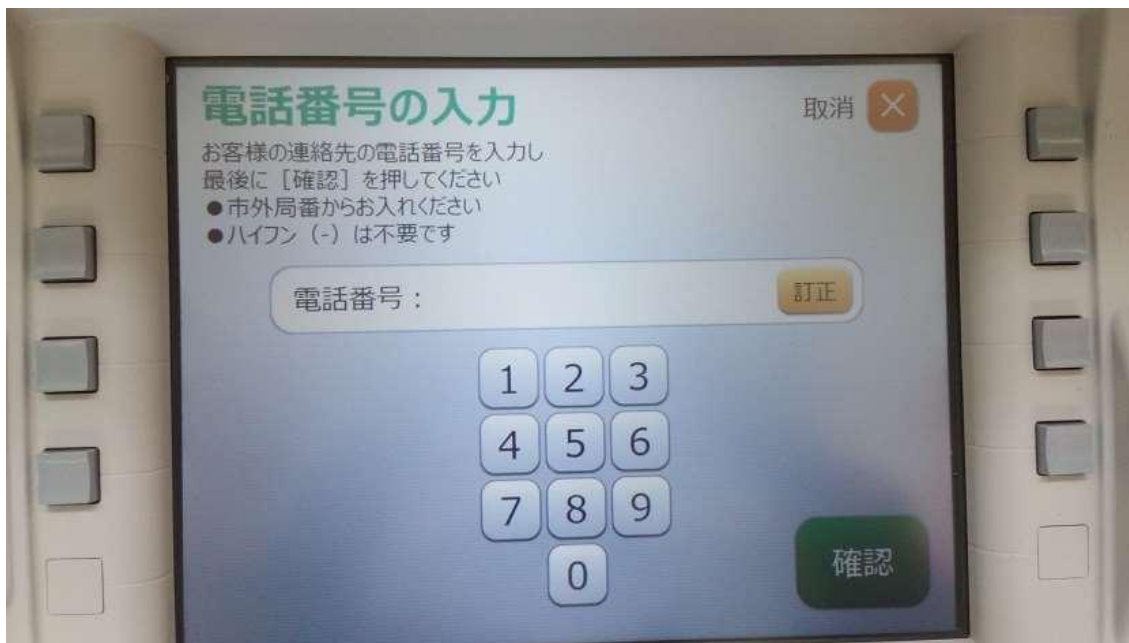 電話番号の入力
取消 ×
お客様の連絡先の電話番号を入力し
最後に［確認］を押してください
●市外局番からお入れください
●ハイフン（-）は不要です
電話番号： 訂正
1 2 3
4 5 6
7 8 9
0
確認